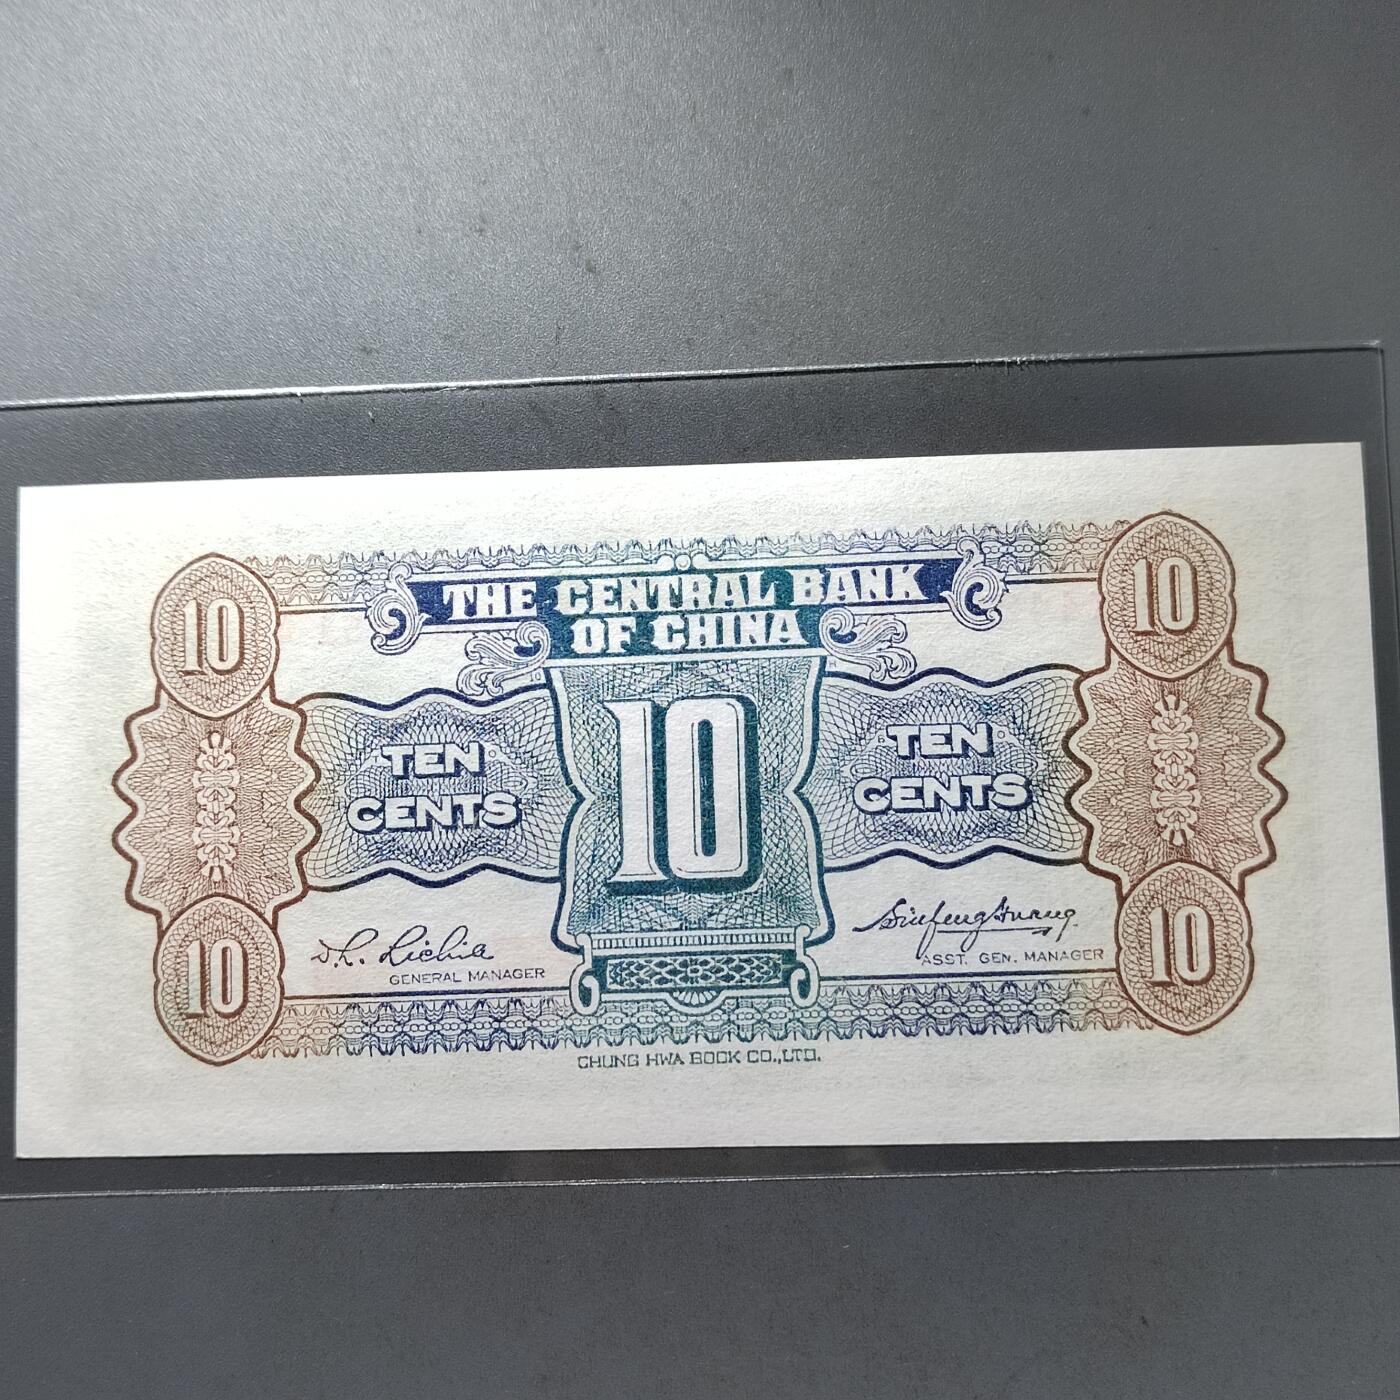 THE CENTRAL BANK
OF CHINA
10
10
10
TEN
CENTS
TEN
CENTS
10
10
GENERAL MANAGER
ASST. GEN. MANAGER
CHUNG HWA BOOK CO.,LTD.